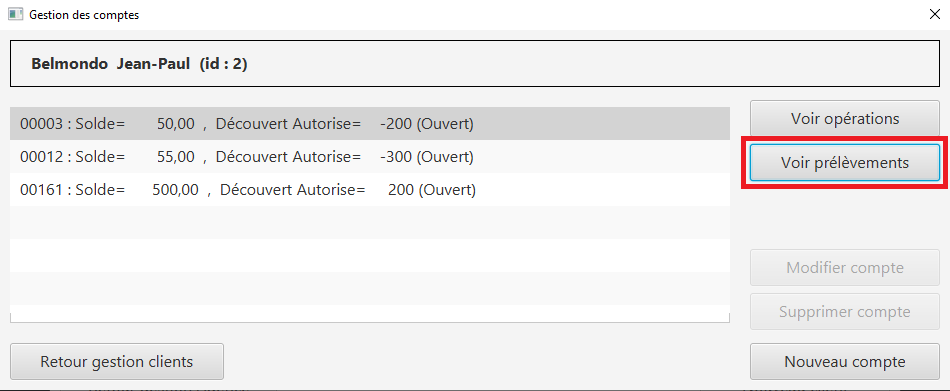 Gestion des comptes
Belmondo Jean-Paul (id : 2)
00003 : Solde= 50,00 , Découvert Autorise= -200 (Ouvert)
00012 : Solde= 55,00 , Découvert Autorise= -300 (Ouvert)
00161 : Solde= 500,00 , Découvert Autorise= 200 (Ouvert)
Voir opérations
Voir prélèvements
Modifier compte
Supprimer compte
Retour gestion clients
Nouveau compte